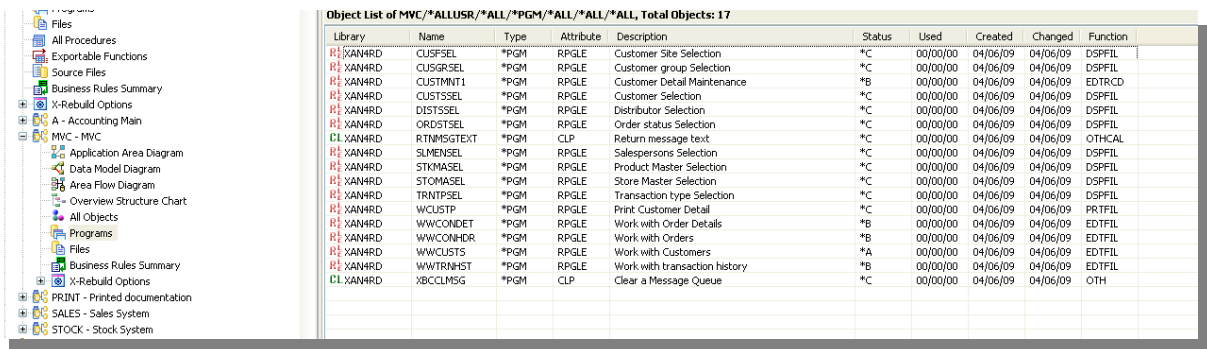 Programs
Files
All Procedures
Exportable Functions
Source Files
Business Rules Summary
X-Rebuild Options
A - Accounting Main
MVC - MVC
Application Area Diagram
Data Model Diagram
Area Flow Diagram
Overview Structure Chart
All Objects
Programs
Files
Business Rules Summary
X-Rebuild Options
PRINT - Printed documentation
SALES - Sales System
STOCK - Stock System
Object List of MVC/*ALLUSR/*ALL/*PGM/*ALL/*ALL/*ALL, Total Objects: 17
Library Name Type Attribute Description Status Used Created Changed Function
XAN4RD CUSFSEL *PGM RPGLE Customer Site Selection *C 00/00/00 04/06/09 04/06/09 DSPFIL
XAN4RD CUSGRSEL *PGM RPGLE Customer group Selection *C 00/00/00 04/06/09 04/06/09 DSPFIL
XAN4RD CUSTMNT1 *PGM RPGLE Customer Detail Maintenance *B 00/00/00 04/06/09 04/06/09 EDTRCD
XAN4RD CUSTSSEL *PGM RPGLE Customer Selection *C 00/00/00 04/06/09 04/06/09 DSPFIL
XAN4RD DISTSSEL *PGM RPGLE Distributor Selection *C 00/00/00 04/06/09 04/06/09 DSPFIL
XAN4RD ORDSTSEL *PGM RPGLE Order status Selection *C 00/00/00 04/06/09 04/06/09 DSPFIL
CL XAN4RD RTNMSGTEXT *PGM CLP Return message text *C 00/00/00 04/06/09 04/06/09 OTHCAL
XAN4RD SLMENSEL *PGM RPGLE Salespersons Selection *C 00/00/00 04/06/09 04/06/09 DSPFIL
XAN4RD STKMASEL *PGM RPGLE Product Master Selection *C 00/00/00 04/06/09 04/06/09 DSPFIL
XAN4RD STOMASEL *PGM RPGLE Store Master Selection *C 00/00/00 04/06/09 04/06/09 DSPFIL
XAN4RD TRNTPSEL *PGM RPGLE Transaction type Selection *C 00/00/00 04/06/09 04/06/09 DSPFIL
XAN4RD WCUSTP *PGM RPGLE Print Customer Detail *C 00/00/00 04/06/09 04/06/09 PRTFIL
XAN4RD WWCONDET *PGM RPGLE Work with Order Details *B 00/00/00 04/06/09 04/06/09 EDTFIL
XAN4RD WWCONHDR *PGM RPGLE Work with Orders *B 00/00/00 04/06/09 04/06/09 EDTFIL
XAN4RD WWCUSTS *PGM RPGLE Work with Customers *A 00/00/00 04/06/09 04/06/09 EDTFIL
XAN4RD WWTRNHST *PGM RPGLE Work with transaction history *B 00/00/00 04/06/09 04/06/09 EDTFIL
CL XAN4RD XBCCLMSG *PGM CLP Clear a Message Queue *C 00/00/00 04/06/09 04/06/09 OTH